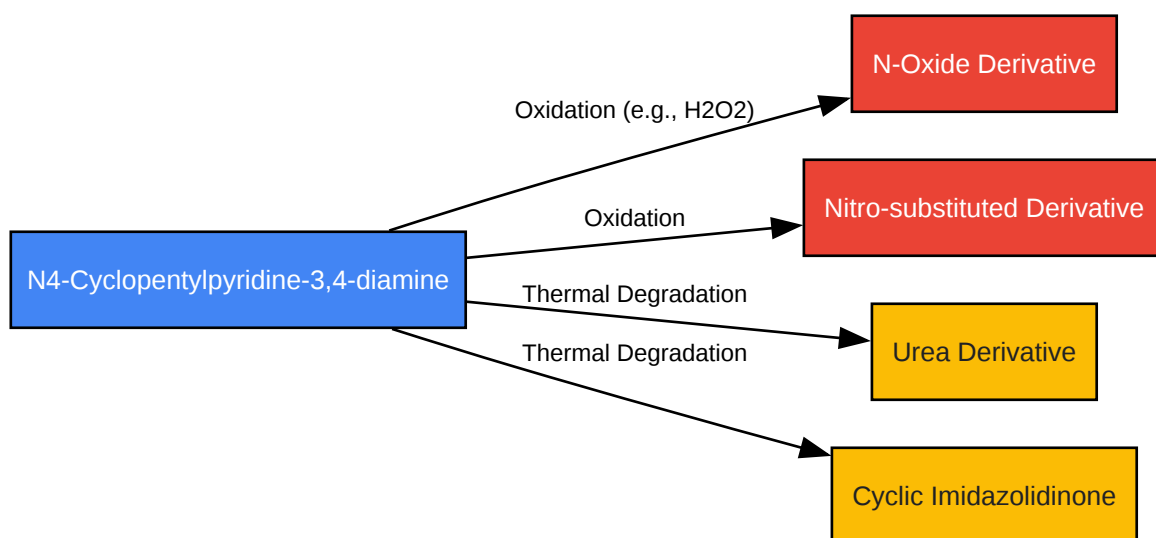 N-Oxide Derivative
Oxidation (e.g., H2O2)
Nitro-substituted Derivative
Oxidation
N4-Cyclopentylpyridine-3,4-diamine
Thermal Degradation
Urea Derivative
Thermal Degradation
Cyclic Imidazolidinone